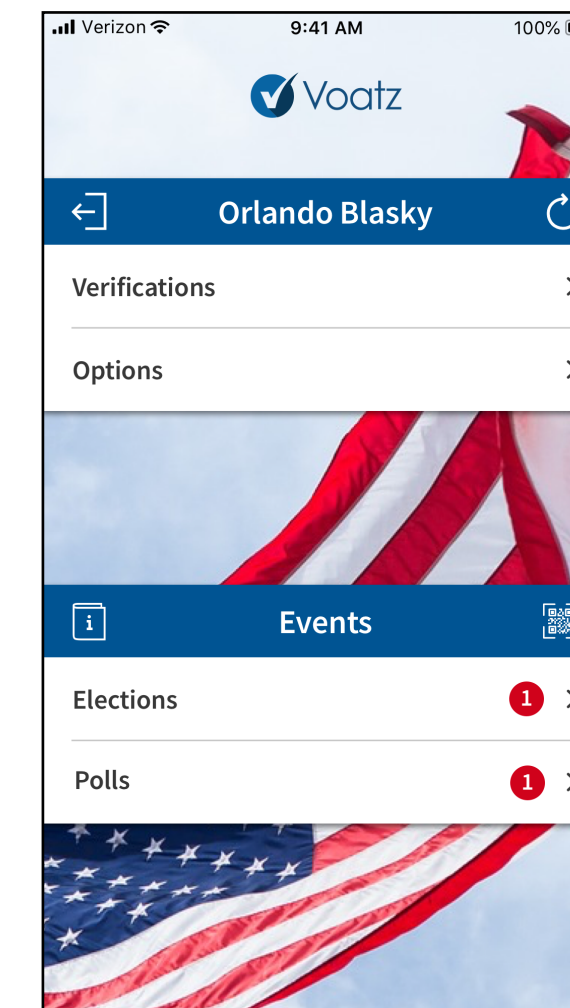 Verizon 9:41 AM 100%
Voatz
Orlando Blasky
Verifications
Options
i Events
Elections 1
Polls 1